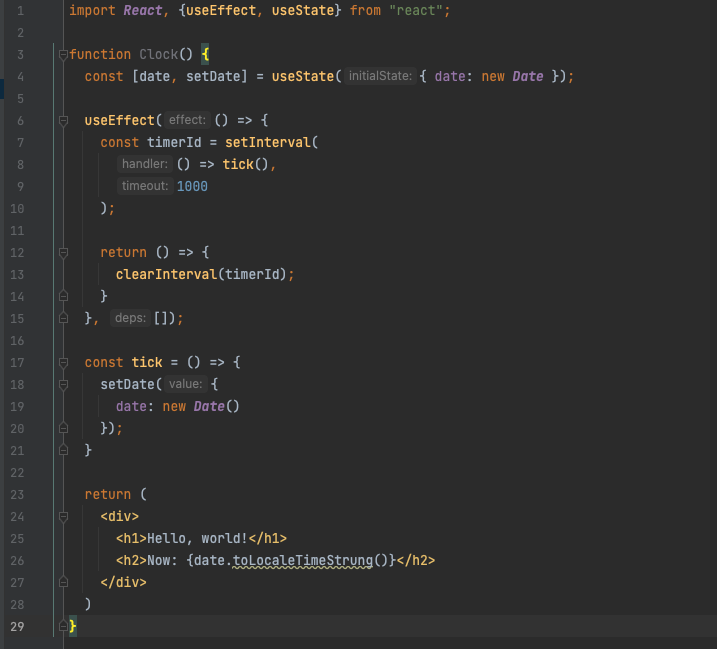 1 import React, {useEffect, useState} from "react";
2
3 function Clock() {
4 const [date, setDate] = useState( initialState: { date: new Date });
5
6 useEffect( effect: () => {
7 const timerId = setInterval(
8 handler: () => tick(),
9 timeout: 1000
10 );
11
12 return () => {
13 clearInterval(timerId);
14 }
15 }, deps: []);
16
17 const tick = () => {
18 setDate( value: {
19 date: new Date()
20 });
21 }
22
23 return (
24 <div>
25 <h1>Hello, world!</h1>
26 <h2>Now: {date.toLocaleTimeStrung()}</h2>
27 </div>
28 )
29 }